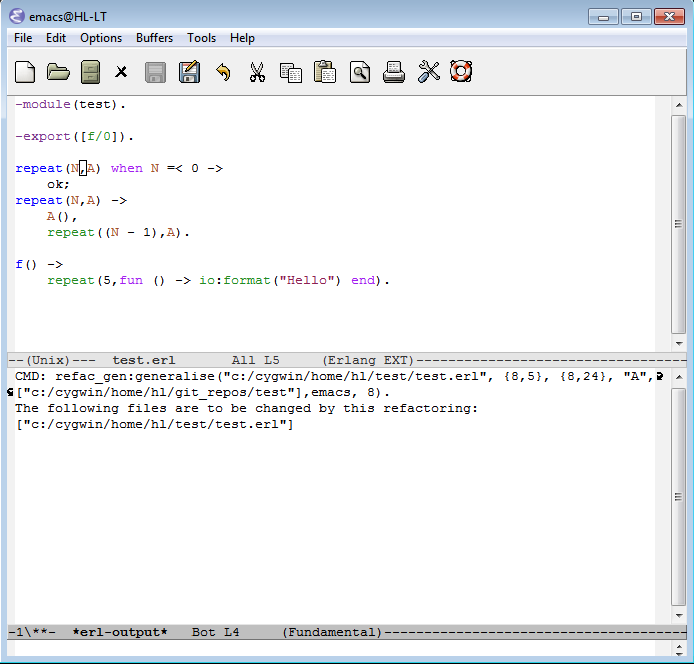 emacs@HL-LT
File Edit Options Buffers Tools Help
-module(test).
-export([f/0]).
repeat(N,A) when N =< 0 ->
    ok;
repeat(N,A) ->
    A(),
    repeat((N - 1),A).
f() ->
    repeat(5,fun () -> io:format("Hello") end).
--(Unix)---  test.erl       All L5     (Erlang EXT)----------------------------------
CMD: refac_gen:generalise("c:/cygwin/home/hl/test/test.erl", {8,5}, {8,24}, "A",
["c:/cygwin/home/hl/git_repos/test"],emacs, 8).
The following files are to be changed by this refactoring:
["c:/cygwin/home/hl/test/test.erl"]
-1\**-  *erl-output*   Bot L4     (Fundamental)--------------------------------------